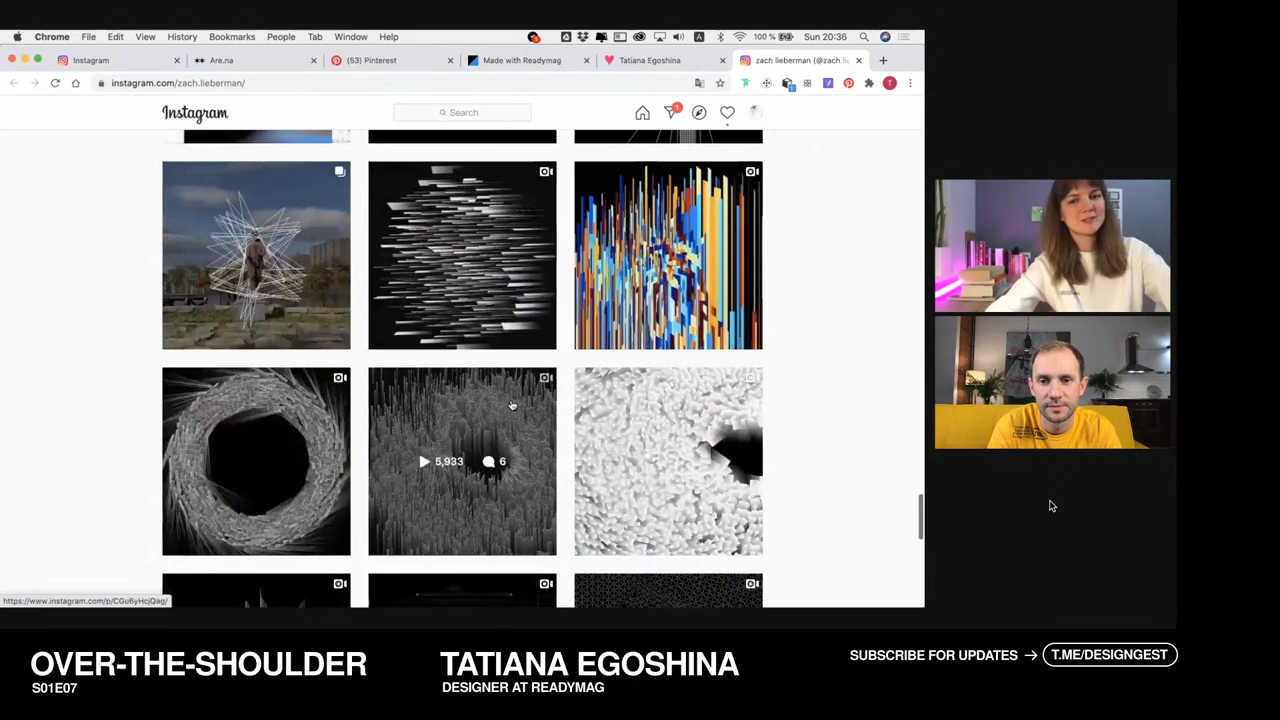 Chrome File Edit View History Bookmarks People Tab Window Help
100 % Sun 20:36
Instagram
Are.na
(53) Pinterest
Made with Readymag
Tatiana Egoshina
zach lieberman (@zach.li
instagram.com/zach.lieberman/
T
Instagram
Search
1
5,933 6
https://www.instagram.com/p/CGu6yHcjQag/
OVER-THE-SHOULDER
S01E07
TATIANA EGOSHINA
DESIGNER AT READYMAG
SUBSCRIBE FOR UPDATES → T.ME/DESIGNGEST